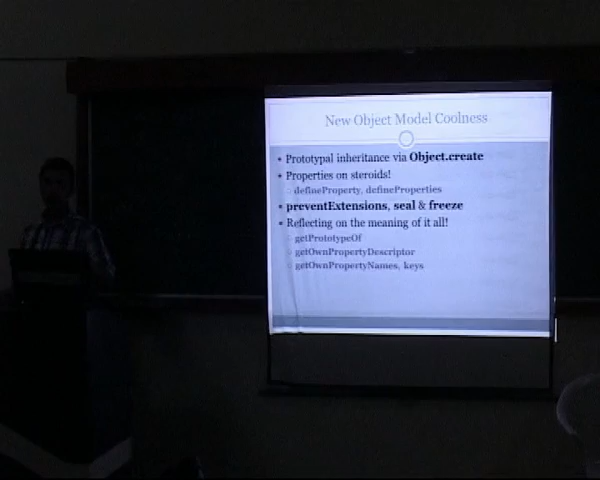 New Object Model Coolness
Prototypal inheritance via Object.create
Properties on steroids!
defineProperty, defineProperties
preventExtensions, seal & freeze
Reflecting on the meaning of it all!
getPrototypeOf
getOwnPropertyDescriptor
getOwnPropertyNames, keys